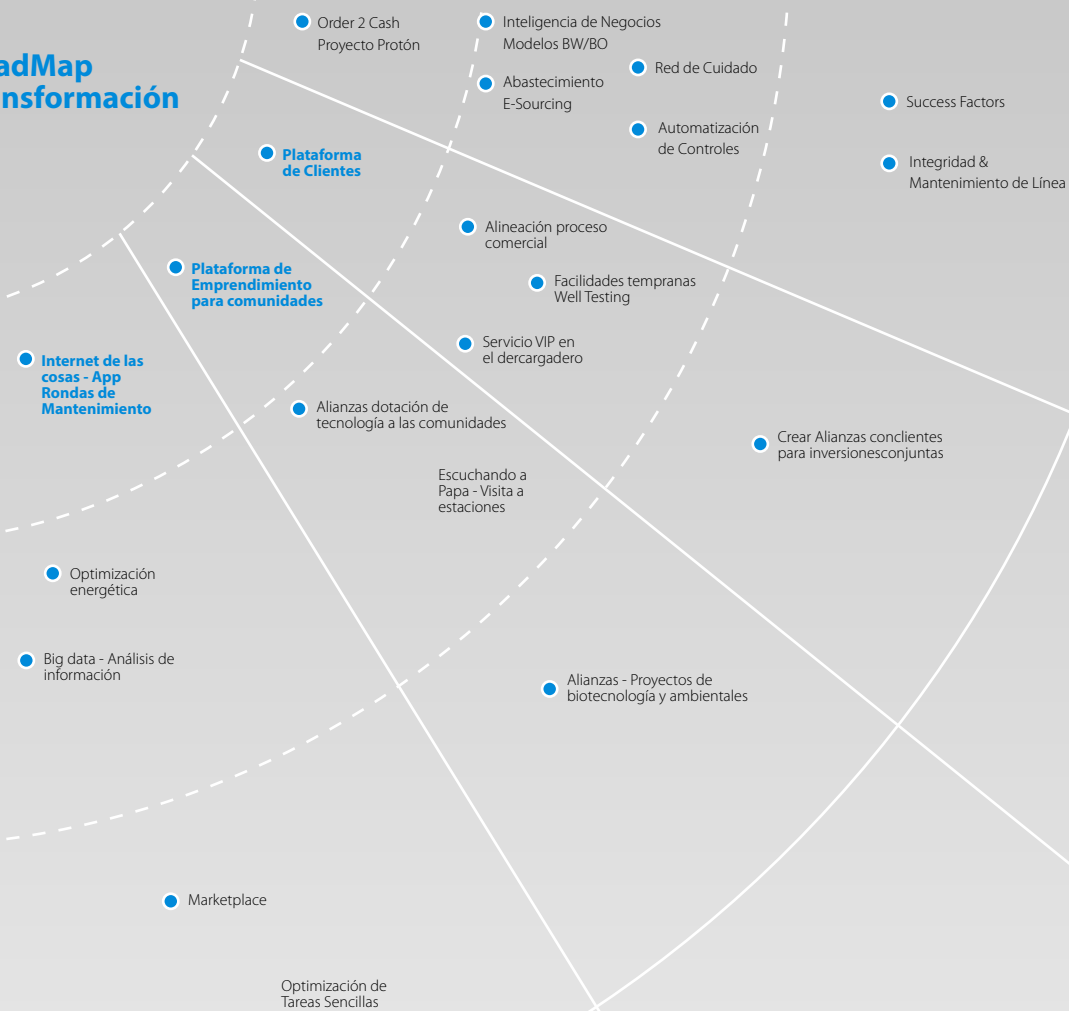 adMap
nsformación
Order 2 Cash
Proyecto Protón
Inteligencia de Negocios
Modelos BW/BO
Abastecimiento
E-Sourcing
Red de Cuidado
Automatización
de Controles
Success Factors
Integridad &
Mantenimiento de Línea
Plataforma
de Clientes
Alineación proceso
comercial
Facilidades tempranas
Well Testing
Servicio VIP en
el dercargadero
Plataforma de
Emprendimiento
para comunidades
Internet de las
cosas - App
Rondas de
Mantenimiento
Alianzas dotación de
tecnología a las comunidades
Escuchando a
Papa - Visita a
estaciones
Crear Alianzas conclientes
para inversionesconjuntas
Optimización
energética
Big data - Análisis de
información
Alianzas - Proyectos de
biotecnología y ambientales
Marketplace
Optimización de
Tareas Sencillas